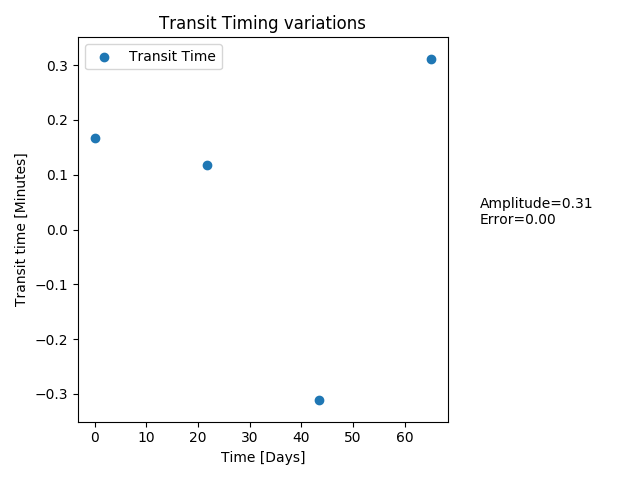 Transit Timing variations
Transit Time
0.3
0.2
0.1
0.0
−0.1
−0.2
−0.3
Transit time [Minutes]
0 10 20 30 40 50 60
Time [Days]
Amplitude=0.31
Error=0.00